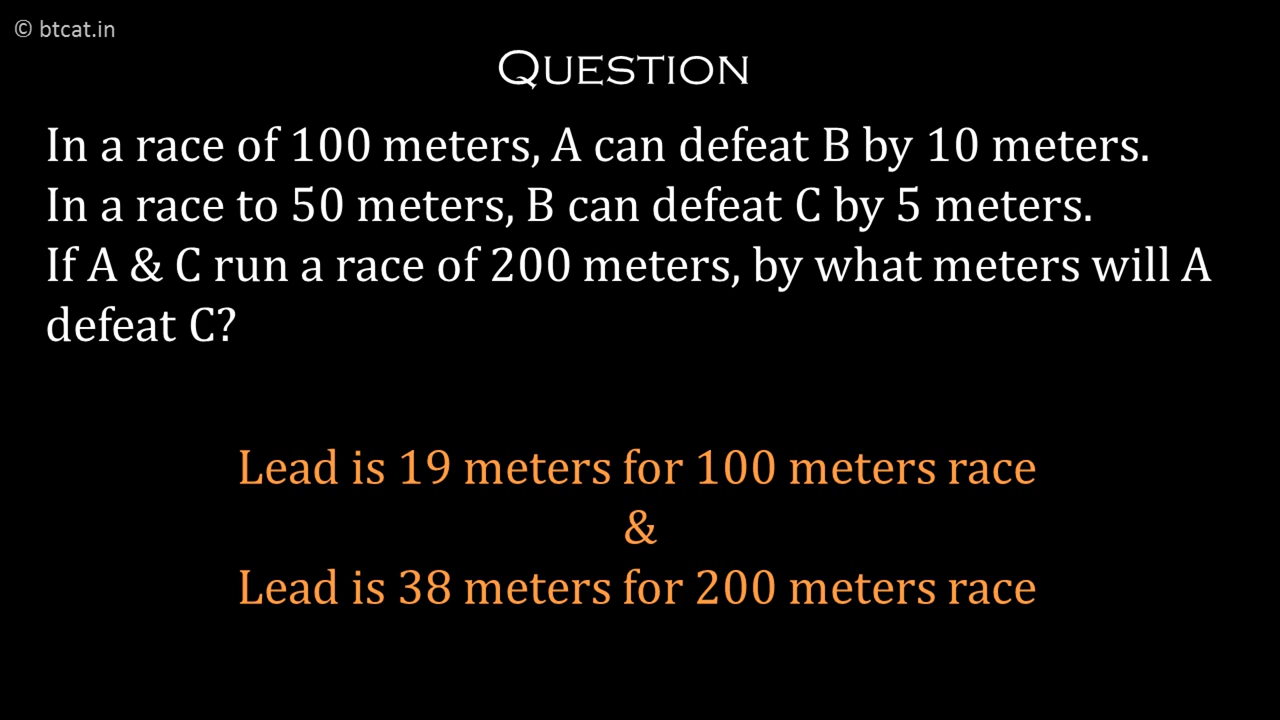 © btcat.in
QUESTION
In a race of 100 meters, A can defeat B by 10 meters.
In a race to 50 meters, B can defeat C by 5 meters.
If A & C run a race of 200 meters, by what meters will A
defeat C?
Lead is 19 meters for 100 meters race
&
Lead is 38 meters for 200 meters race